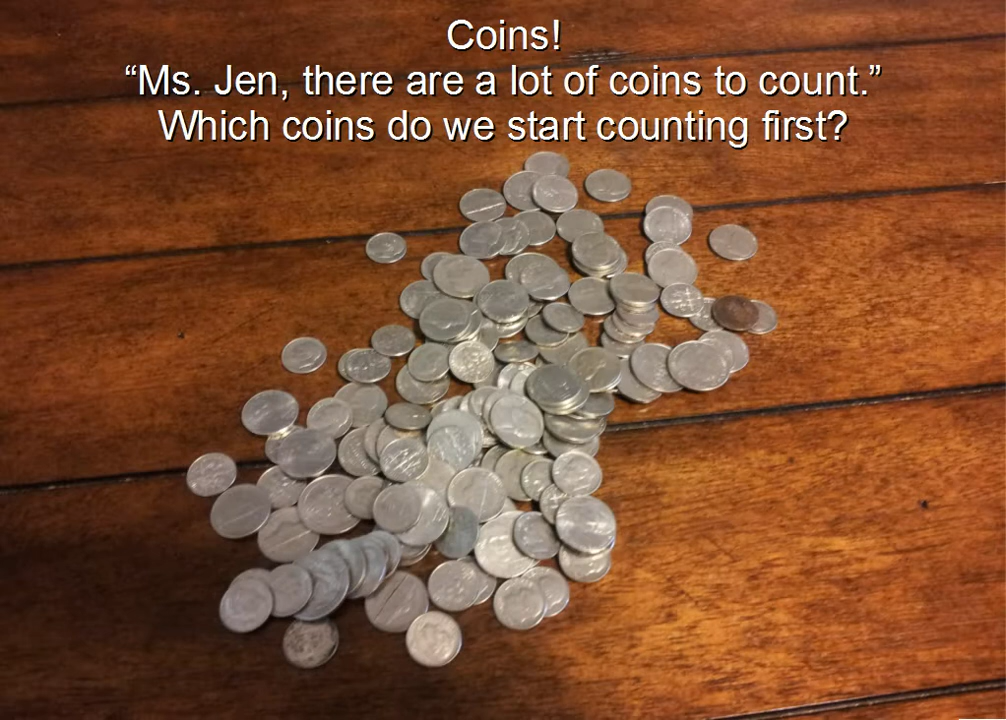 Coins!
“Ms. Jen, there are a lot of coins to count.”
Which coins do we start counting first?